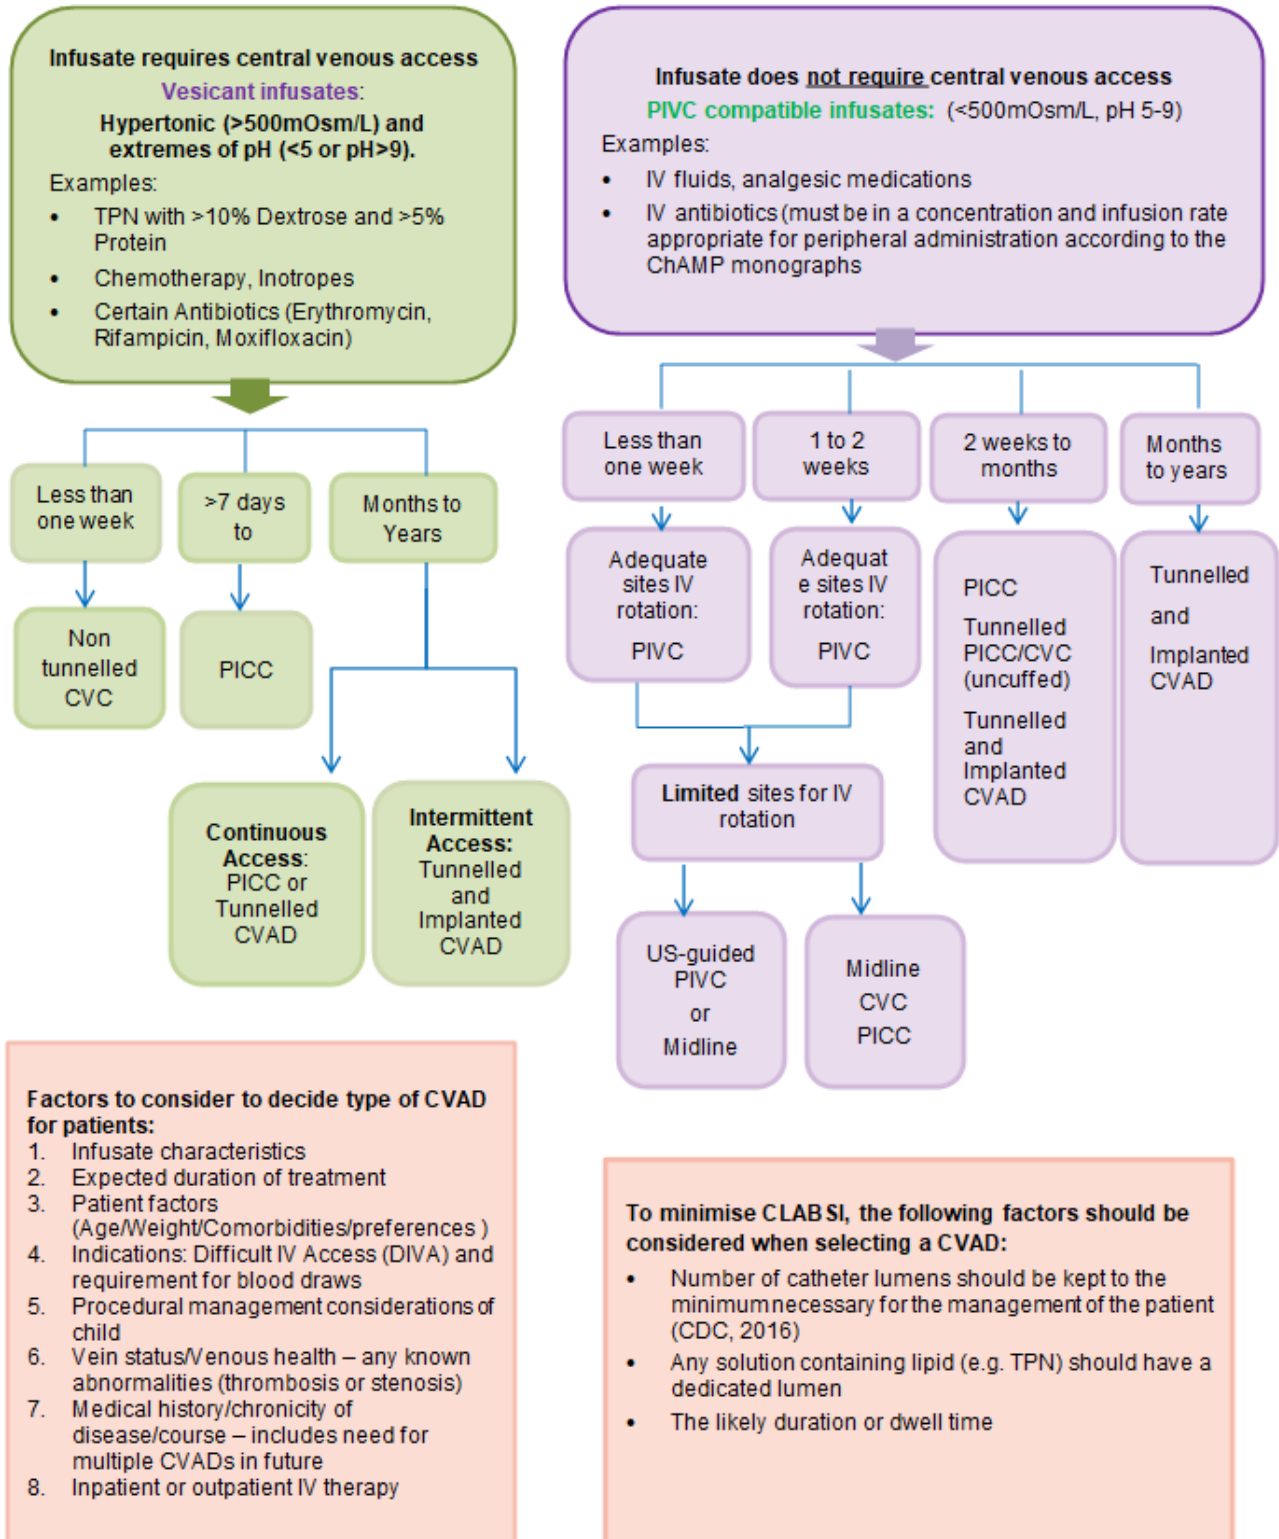 Infusate requires central venous access
Vesicant infusates:
Hypertonic (>500mOsm/L) and
extremes of pH (<5 or pH>9).
Examples:
• TPN with >10% Dextrose and >5%
Protein
• Chemotherapy, Inotropes
• Certain Antibiotics (Erythromycin,
Rifampicin, Moxifloxacin)
Less than
one week
>7 days
to
Months to
Years
Non
tunnelled
CVC
PICC
Continuous
Access:
PICC or
Tunnelled
CVAD
Intermittent
Access:
Tunnelled
and
Implanted
CVAD
Infusate does not require central venous access
PIVC compatible infusates: (<500mOsm/L, pH 5-9)
Examples:
• IV fluids, analgesic medications
• IV antibiotics (must be in a concentration and infusion rate
appropriate for peripheral administration according to the
ChAMP monographs
Less than
one week
1 to 2
weeks
2 weeks to
months
Months
to years
Adequate
sites IV
rotation:
PIVC
Adequat
e sites IV
rotation:
PIVC
PICC
Tunnelled
PICC/CVC
(uncuffed)
Tunnelled
and
Implanted
CVAD
Tunnelled
and
Implanted
CVAD
Limited sites for IV
rotation
US-guided
PIVC
or
Midline
Midline
CVC
PICC
Factors to consider to decide type of CVAD
for patients:
1. Infusate characteristics
2. Expected duration of treatment
3. Patient factors
(Age/Weight/Comorbidities/preferences )
4. Indications: Difficult IV Access (DIVA) and
requirement for blood draws
5. Procedural management considerations of
child
6. Vein status/Venous health – any known
abnormalities (thrombosis or stenosis)
7. Medical history/chronicity of
disease/course – includes need for
multiple CVADs in future
8. Inpatient or outpatient IV therapy
To minimise CLABSI, the following factors should be
considered when selecting a CVAD:
• Number of catheter lumens should be kept to the
minimum necessary for the management of the patient
(CDC, 2016)
• Any solution containing lipid (e.g. TPN) should have a
dedicated lumen
• The likely duration or dwell time